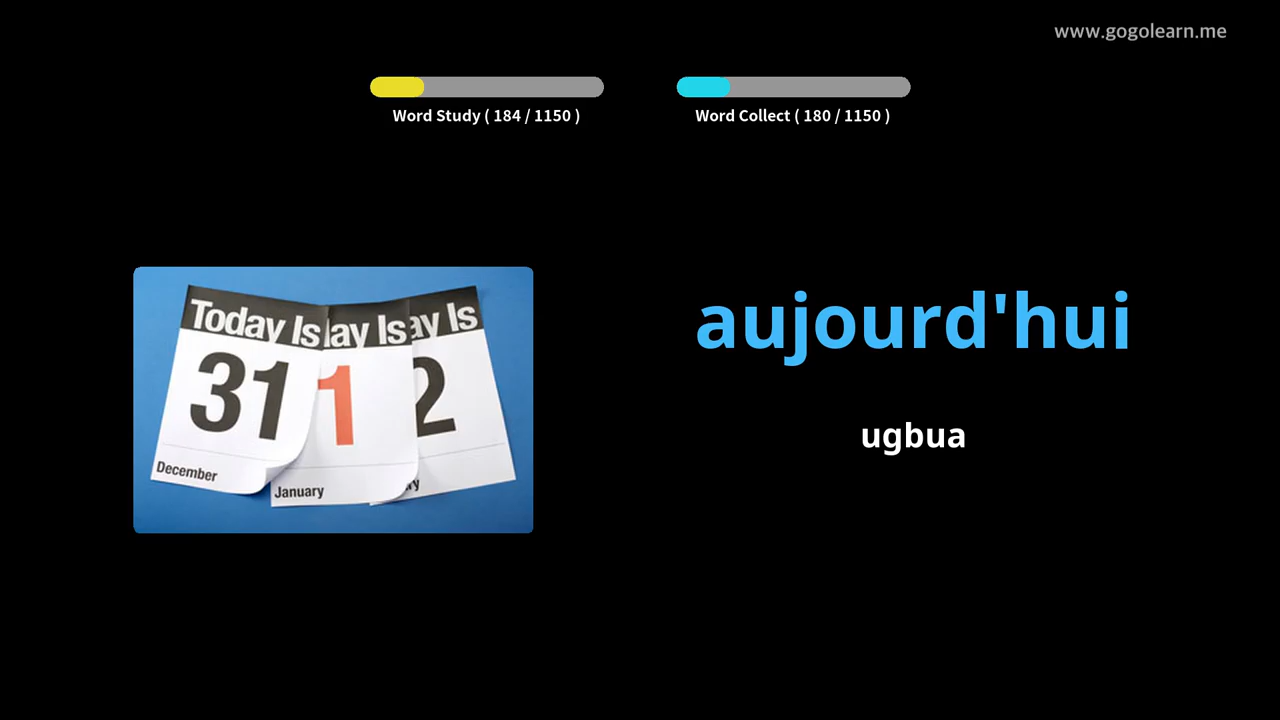 www.gogolearn.me
Word Study ( 184 / 1150 )
Word Collect ( 180 / 1150 )
Today Is
ay Is
ay Is
31
1
2
December
January
ry
aujourd'hui
ugbua